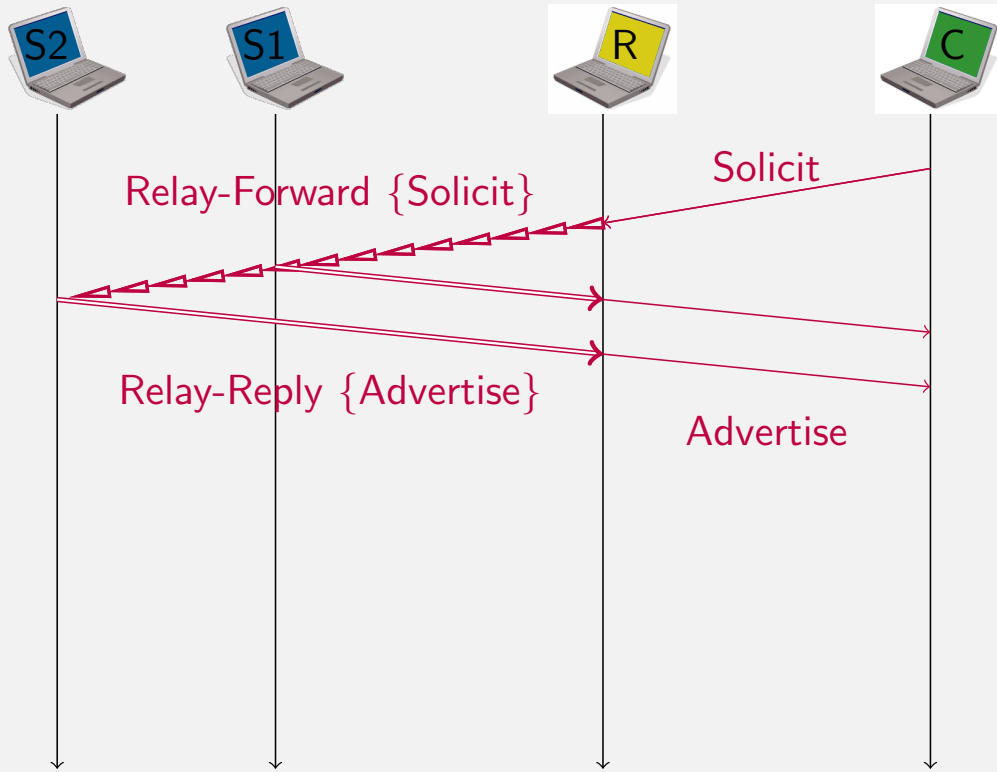 S2
S1
R
C
Solicit
Relay-Forward {Solicit}
Relay-Reply {Advertise}
Advertise